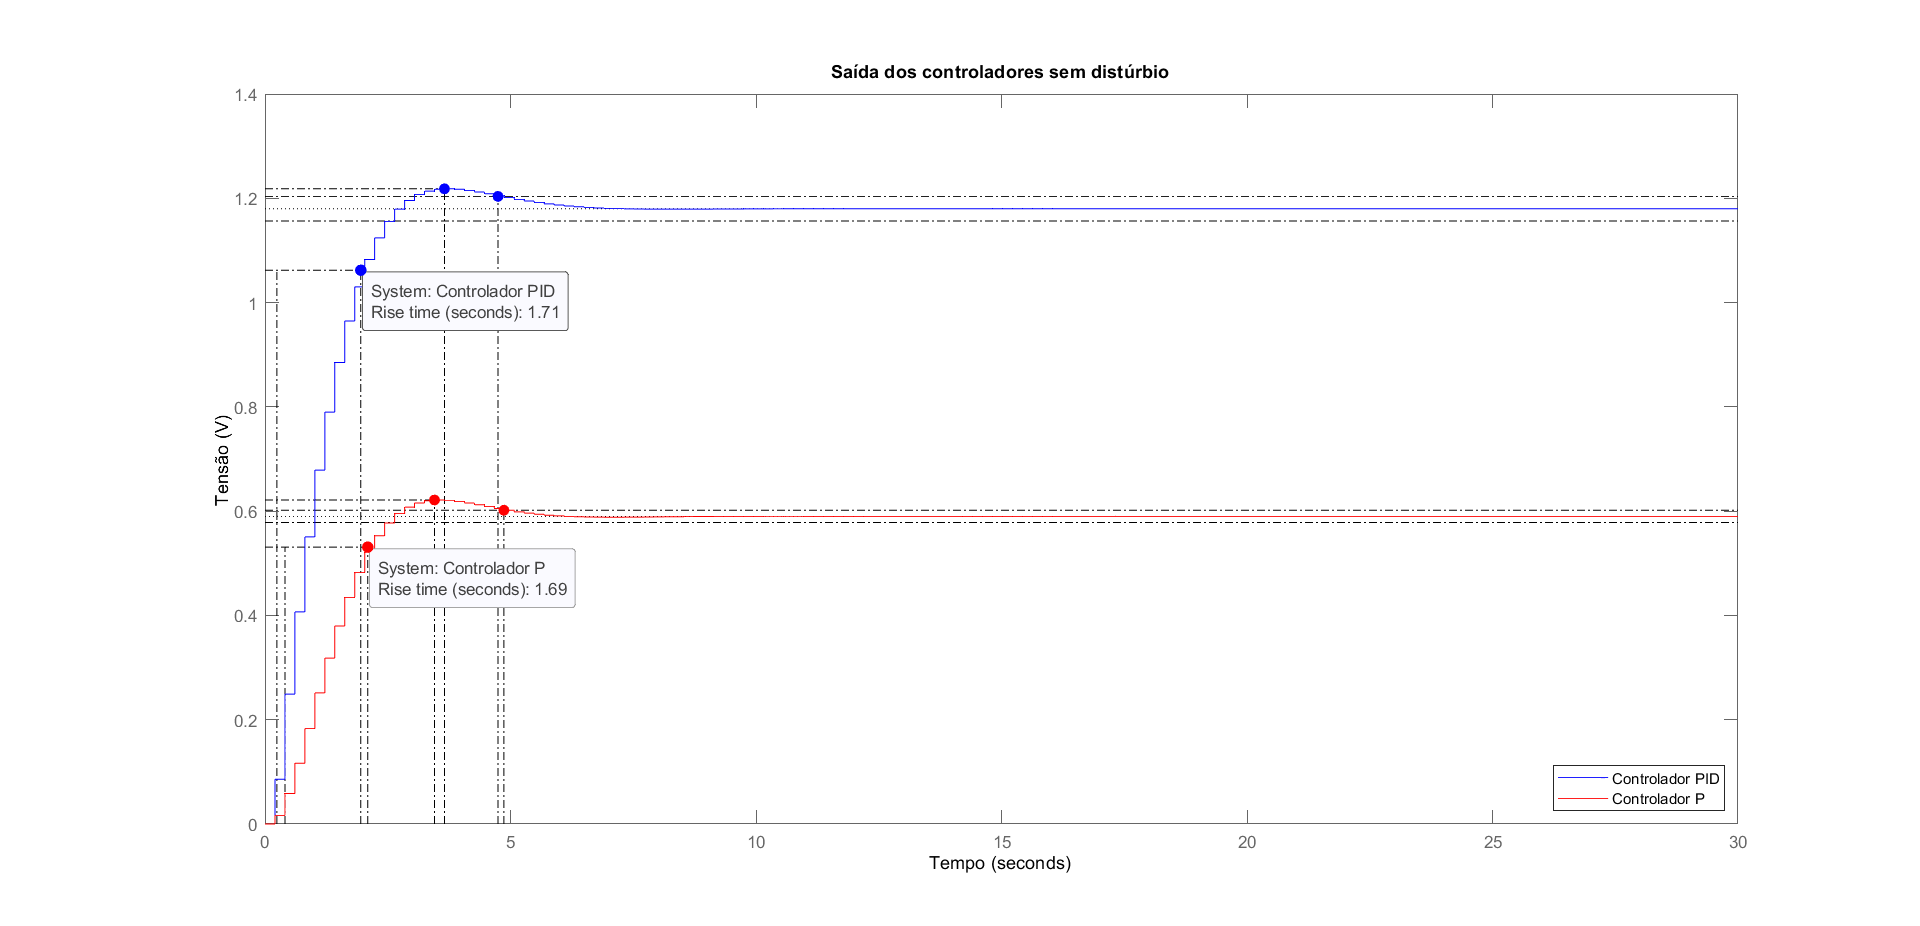 Saída dos controladores sem distúrbio
1.4
1.2
1
0.8
0.6
0.4
0.2
0
Tensão (V)
System: Controlador PID
Rise time (seconds): 1.71
System: Controlador P
Rise time (seconds): 1.69
Controlador PID
Controlador P
0 5 10 15 20 25 30
Tempo (seconds)